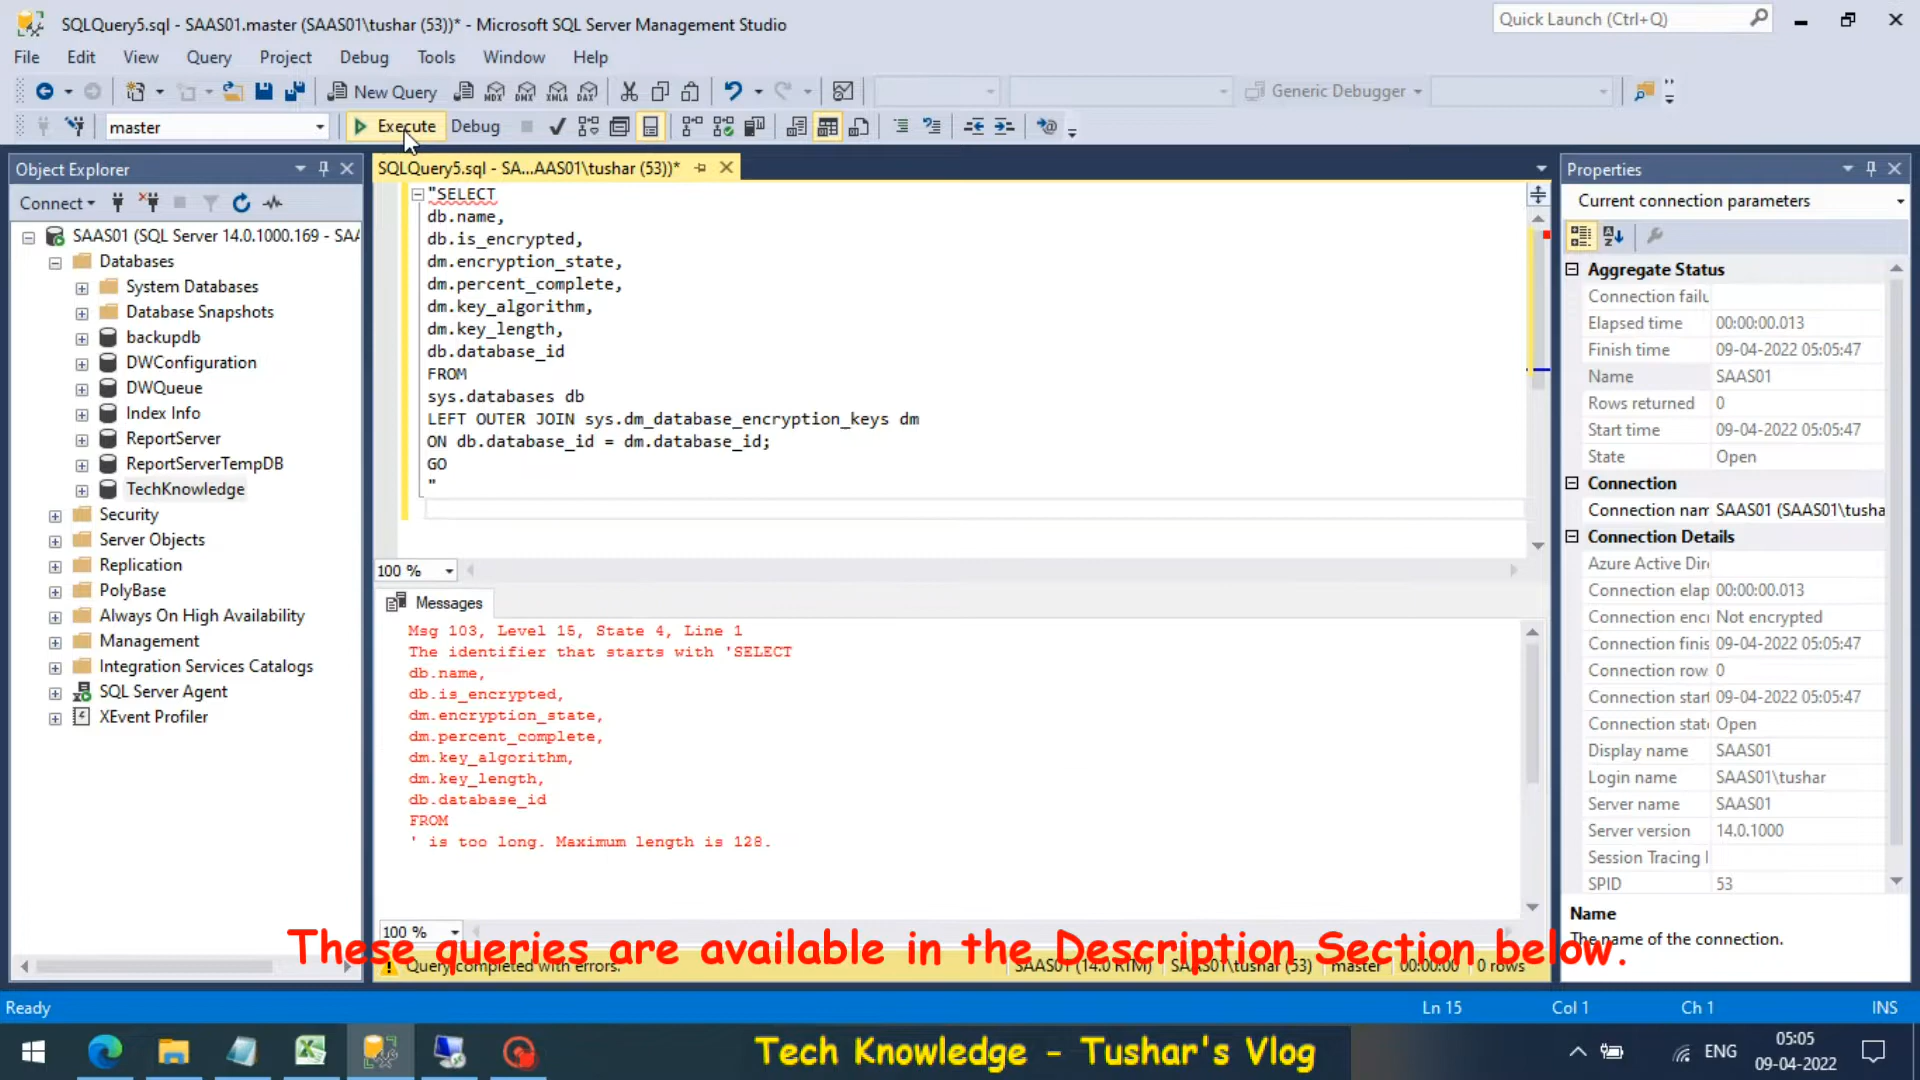 SQLQuery5.sql - SAAS01.master (SAAS01\tushar (53))* - Microsoft SQL Server Management Studio
Quick Launch (Ctrl+Q)
File Edit View Query Project Debug Tools Window Help
New Query MDX DMX XMLA DAX Generic Debugger
master Execute Debug
Object Explorer
Connect
SAAS01 (SQL Server 14.0.1000.169 - SAA
Databases
System Databases
Database Snapshots
backupdb
DWConfiguration
DWQueue
Index Info
ReportServer
ReportServerTempDB
TechKnowledge
Security
Server Objects
Replication
PolyBase
Always On High Availability
Management
Integration Services Catalogs
SQL Server Agent
XEvent Profiler
SQLQuery5.sql - SA...AAS01\tushar (53))*
"SELECT
db.name,
db.is_encrypted,
dm.encryption_state,
dm.percent_complete,
dm.key_algorithm,
dm.key_length,
db.database_id
FROM
sys.databases db
LEFT OUTER JOIN sys.dm_database_encryption_keys dm
ON db.database_id = dm.database_id;
GO
"
100 %
Messages
Msg 103, Level 15, State 4, Line 1
The identifier that starts with 'SELECT
db.name,
db.is_encrypted,
dm.encryption_state,
dm.percent_complete,
dm.key_algorithm,
dm.key_length,
db.database_id
FROM
' is too long. Maximum length is 128.
100 %
Query completed with errors. SAAS01 (14.0 RTM) SAAS01\tushar (53) master 00:00:00 0 rows
Properties
Current connection parameters
Aggregate Status
Connection failu
Elapsed time 00:00:00.013
Finish time 09-04-2022 05:05:47
Name SAAS01
Rows returned 0
Start time 09-04-2022 05:05:47
State Open
Connection
Connection nam SAAS01 (SAAS01\tusha
Connection Details
Azure Active Dire
Connection elap 00:00:00.013
Connection encr Not encrypted
Connection finis 09-04-2022 05:05:47
Connection row 0
Connection start 09-04-2022 05:05:47
Connection stat Open
Display name SAAS01
Login name SAAS01\tushar
Server name SAAS01
Server version 14.0.1000
Session Tracing I
SPID 53
Name
The name of the connection.
These queries are available in the Description Section below.
Ready Ln 15 Col 1 Ch 1 INS
Tech Knowledge - Tushar's Vlog
ENG
05:05
09-04-2022